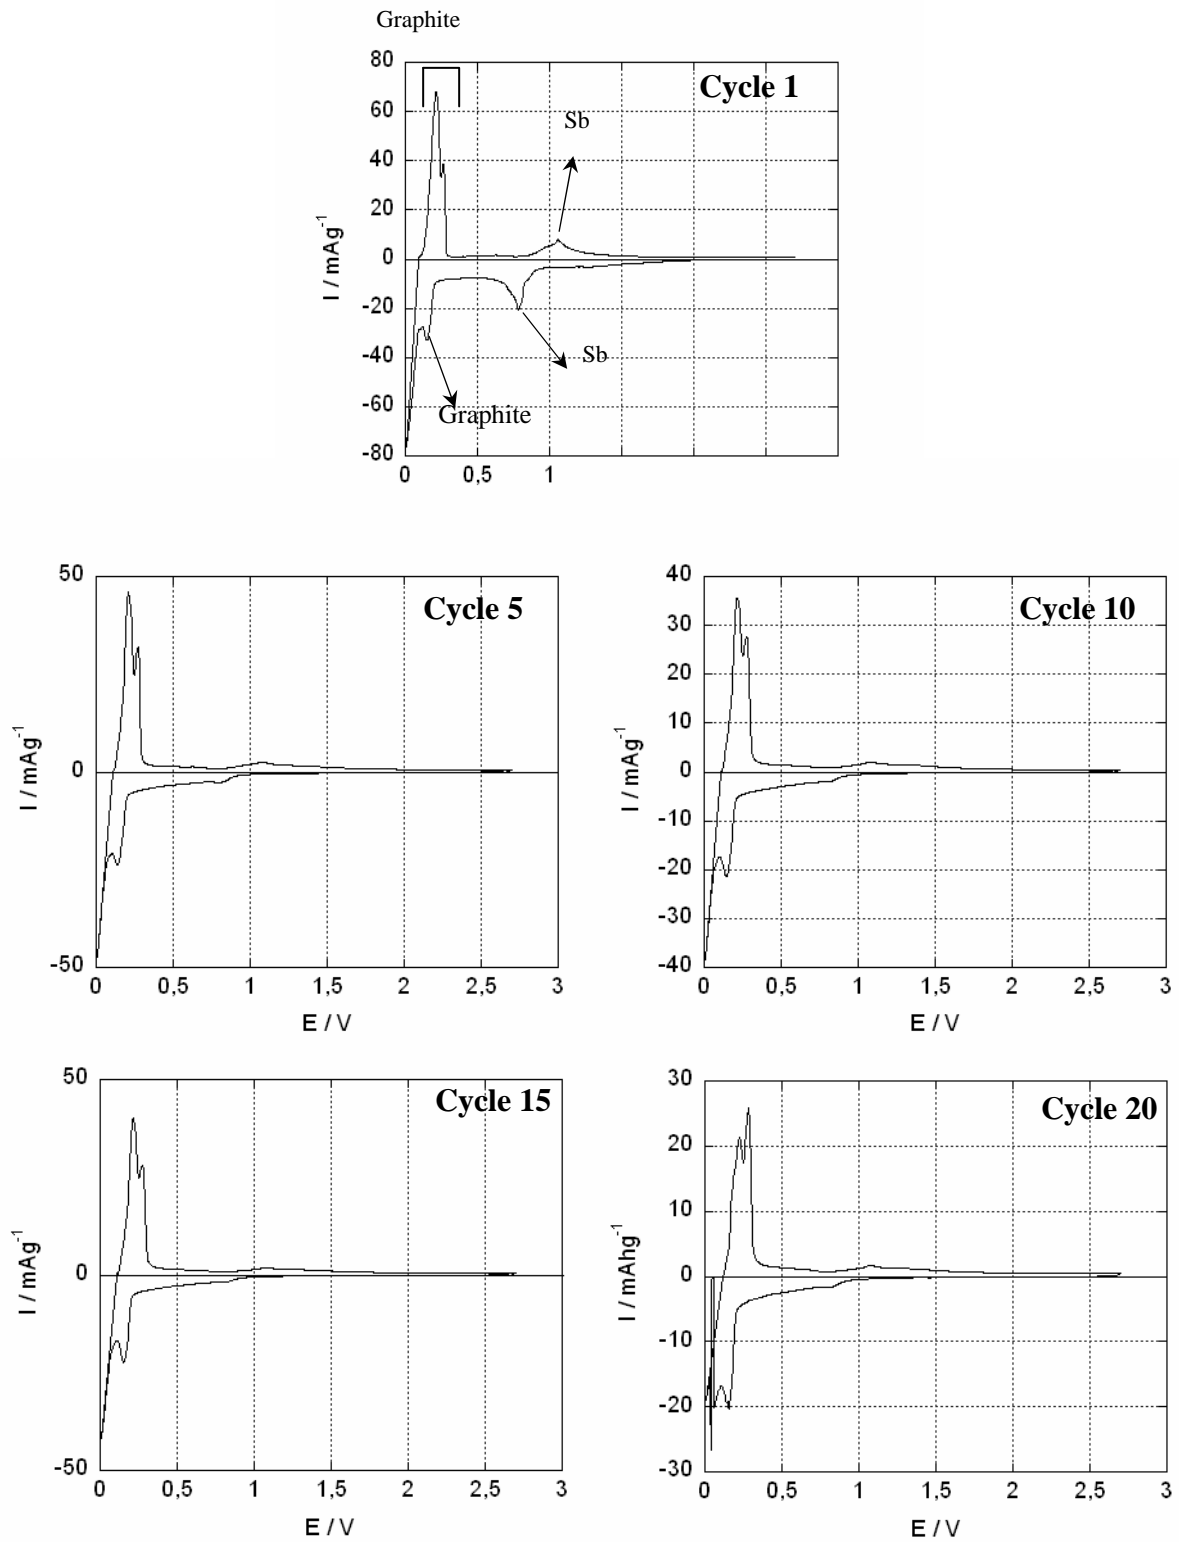 Graphite
Cycle 1
80
60
40
20
0
-20
-40
-60
-80
I / mAg⁻¹
Sb
Sb
Graphite
0 0,5 1
Cycle 5
50
0
-50
I / mAg⁻¹
0 0,5 1 1,5 2 2,5 3
E / V
Cycle 10
40
30
20
10
0
-10
-20
-30
-40
I / mAg⁻¹
0 0,5 1 1,5 2 2,5 3
E / V
Cycle 15
50
0
-50
I / mAg⁻¹
0 0,5 1 1,5 2 2,5 3
E / V
Cycle 20
30
20
10
0
-10
-20
-30
I / mAhg⁻¹
0 0,5 1 1,5 2 2,5 3
E / V